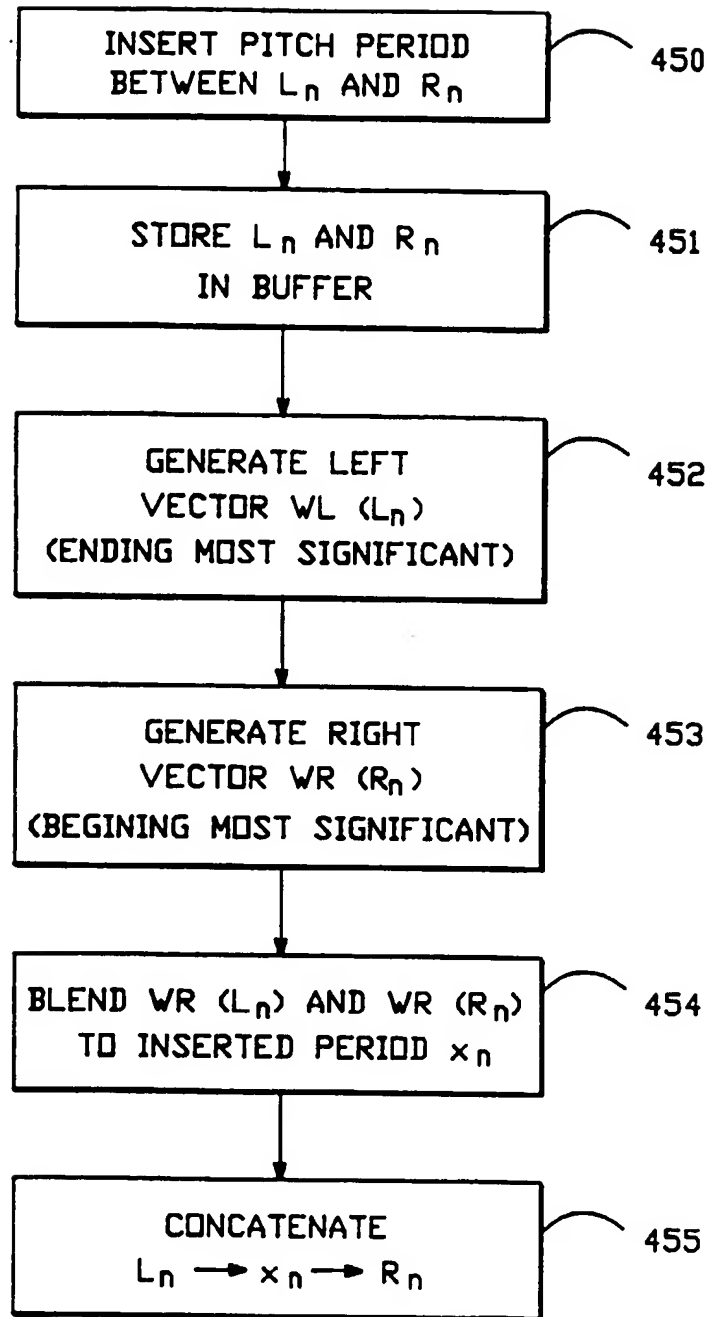 INSERT PITCH PERIOD
BETWEEN Ln AND Rn
450
STORE Ln AND Rn
IN BUFFER
451
GENERATE LEFT
VECTOR WL (Ln)
(ENDING MOST SIGNIFICANT)
452
GENERATE RIGHT
VECTOR WR (Rn)
(BEGINING MOST SIGNIFICANT)
453
BLEND WR (Ln) AND WR (Rn)
TO INSERTED PERIOD xn
454
CONCATENATE
Ln → xn → Rn
455